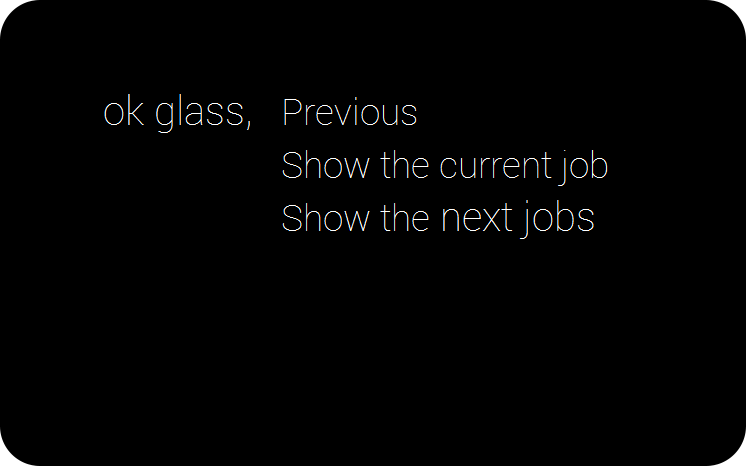 ok glass, Previous
Show the current job
Show the next jobs